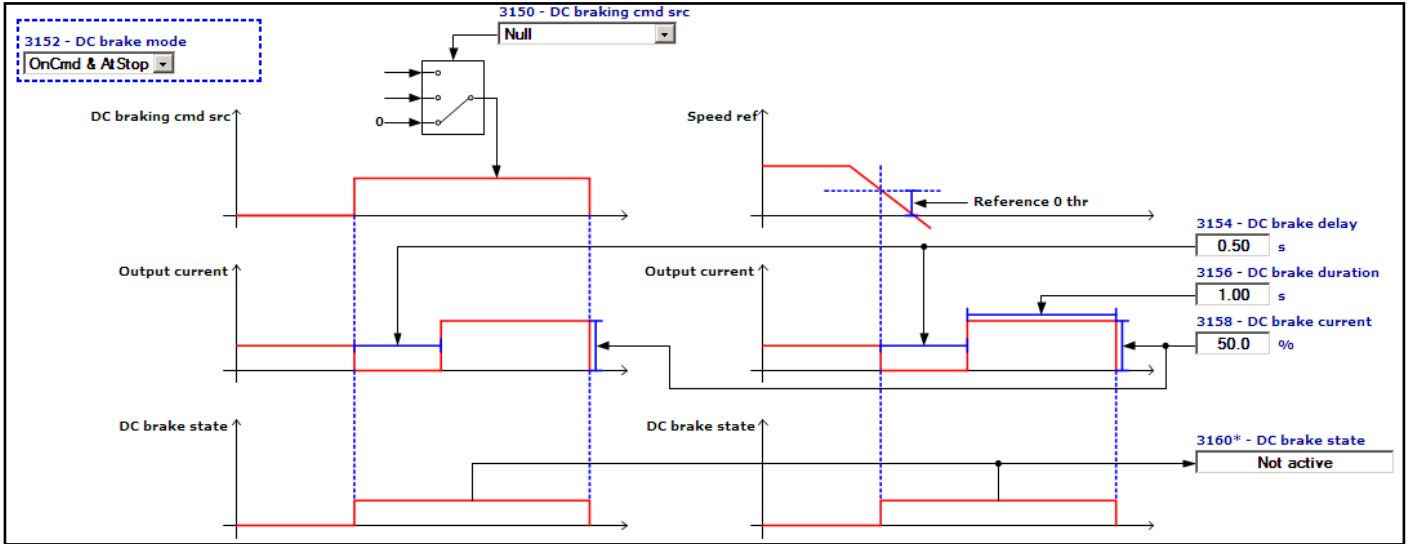 3150 - DC braking cmd src
Null
3152 - DC brake mode
OnCmd & AtStop
DC braking cmd src
0
Speed ref
Reference 0 thr
3154 - DC brake delay
0.50 s
Output current
Output current
3156 - DC brake duration
1.00 s
3158 - DC brake current
50.0 %
DC brake state
DC brake state
3160* - DC brake state
Not active